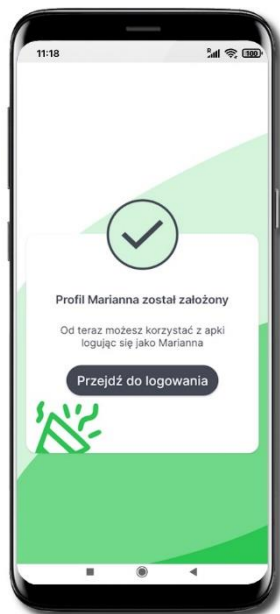 11:18
R
100
Profil Marianna został założony
Od teraz możesz korzystać z apki
logując się jako Marianna
Przejdź do logowania